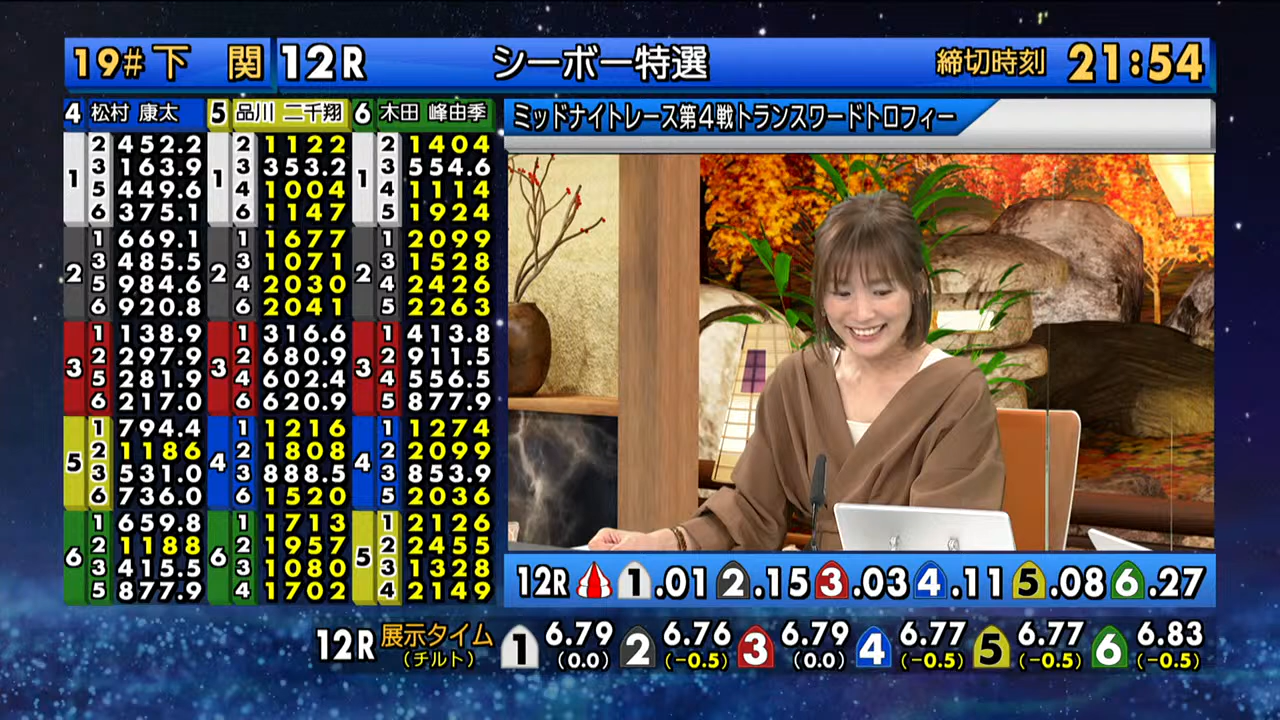 19# 下 関 12R シーボー特選 締切時刻 21:54
4 松村 康太 5 品川 二千翔 6 木田 峰由季
ミッドナイトレース第4戦トランスワードトロフィー
1 2 452.2 1 2 1122 1 2 1404
3 163.9 3 353.2 3 554.6
5 449.6 4 1004 4 1114
6 375.1 6 1147 5 1924
2 1 669.1 2 1 1677 2 1 2099
3 485.5 3 1071 3 1528
5 984.6 4 2030 4 2426
6 920.8 6 2041 5 2263
3 1 138.9 3 1 316.6 3 1 413.8
2 297.9 2 680.9 2 911.5
5 281.9 4 602.4 4 556.5
6 217.0 6 620.9 5 877.9
5 1 794.4 4 1 1216 4 1 1274
2 1186 2 1808 2 2099
3 531.0 3 888.5 3 853.9
6 736.0 6 1520 5 2036
6 1 659.8 6 1 1713 5 1 2126
2 1188 2 1957 2 2455
3 415.5 3 1080 3 1328
5 877.9 4 1702 4 2149
12R 1 .01 2 .15 3 .03 4 .11 5 .08 6 .27
12R 展示タイム 1 6.79 2 6.76 3 6.79 4 6.77 5 6.77 6 6.83
(チルト) (0.0) (-0.5) (0.0) (-0.5) (-0.5) (-0.5)